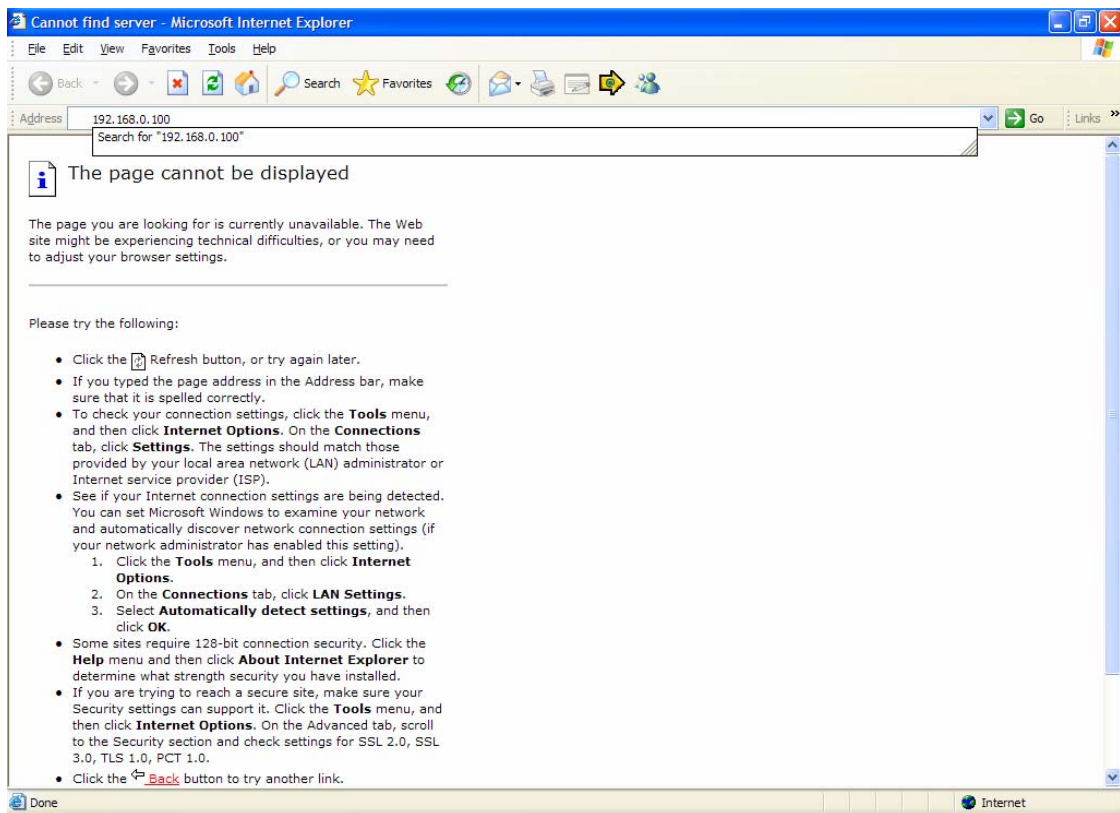 Cannot find server - Microsoft Internet Explorer
File Edit View Favorites Tools Help
Back Search Favorites
Address 192.168.0.100 Go Links »
Search for "192.168.0.100"
The page cannot be displayed
The page you are looking for is currently unavailable. The Web
site might be experiencing technical difficulties, or you may need
to adjust your browser settings.
Please try the following:
• Click the Refresh button, or try again later.
• If you typed the page address in the Address bar, make
sure that it is spelled correctly.
• To check your connection settings, click the Tools menu,
and then click Internet Options. On the Connections
tab, click Settings. The settings should match those
provided by your local area network (LAN) administrator or
Internet service provider (ISP).
• See if your Internet connection settings are being detected.
You can set Microsoft Windows to examine your network
and automatically discover network connection settings (if
your network administrator has enabled this setting).
1. Click the Tools menu, and then click Internet
Options.
2. On the Connections tab, click LAN Settings.
3. Select Automatically detect settings, and then
click OK.
• Some sites require 128-bit connection security. Click the
Help menu and then click About Internet Explorer to
determine what strength security you have installed.
• If you are trying to reach a secure site, make sure your
Security settings can support it. Click the Tools menu, and
then click Internet Options. On the Advanced tab, scroll
to the Security section and check settings for SSL 2.0, SSL
3.0, TLS 1.0, PCT 1.0.
• Click the Back button to try another link.
Done Internet